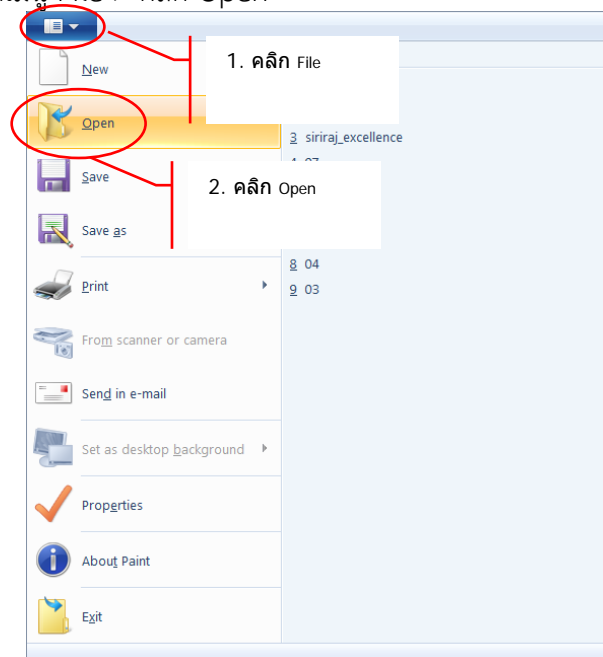 1. คลิก File
New
Open
3 siriraj_excellence
Save
2. คลิก Open
Save as
8 04
Print
9 03
From scanner or camera
Send in e-mail
Set as desktop background
Properties
About Paint
Exit